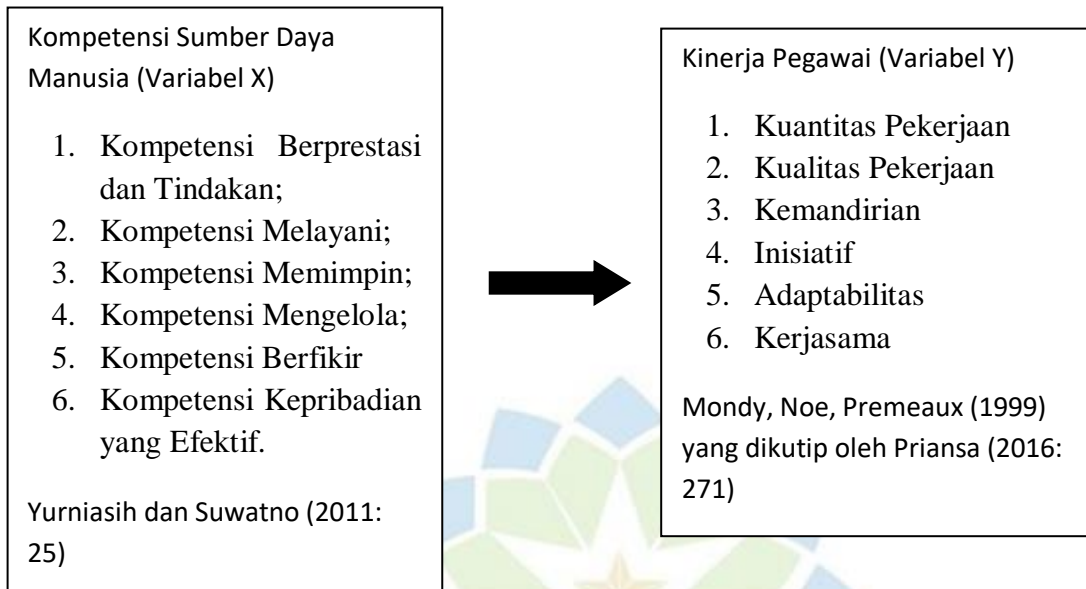 Kompetensi Sumber Daya
Manusia (Variabel X)
1. Kompetensi Berprestasi
dan Tindakan;
2. Kompetensi Melayani;
3. Kompetensi Memimpin;
4. Kompetensi Mengelola;
5. Kompetensi Berfikir
6. Kompetensi Kepribadian
yang Efektif.
Yurniasih dan Suwatno (2011:
25)
Kinerja Pegawai (Variabel Y)
1. Kuantitas Pekerjaan
2. Kualitas Pekerjaan
3. Kemandirian
4. Inisiatif
5. Adaptabilitas
6. Kerjasama
Mondy, Noe, Premeaux (1999)
yang dikutip oleh Priansa (2016:
271)